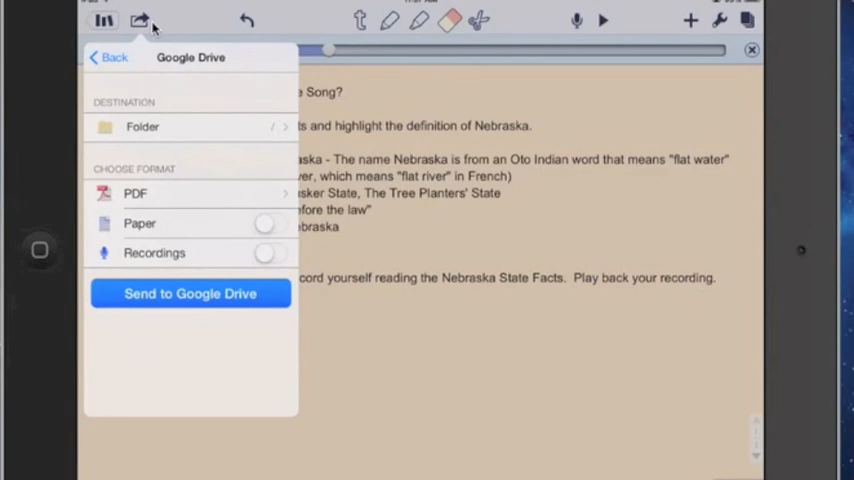 Back
Google Drive
DESTINATION
Folder /
CHOOSE FORMAT
PDF
Paper
Recordings
Send to Google Drive
t
e Song?
ts and highlight the definition of Nebraska.
aska - The name Nebraska is from an Oto Indian word that means "flat water"
er, which means "flat river" in French)
sker State, The Tree Planters' State
efore the law"
ebraska
cord yourself reading the Nebraska State Facts. Play back your recording.